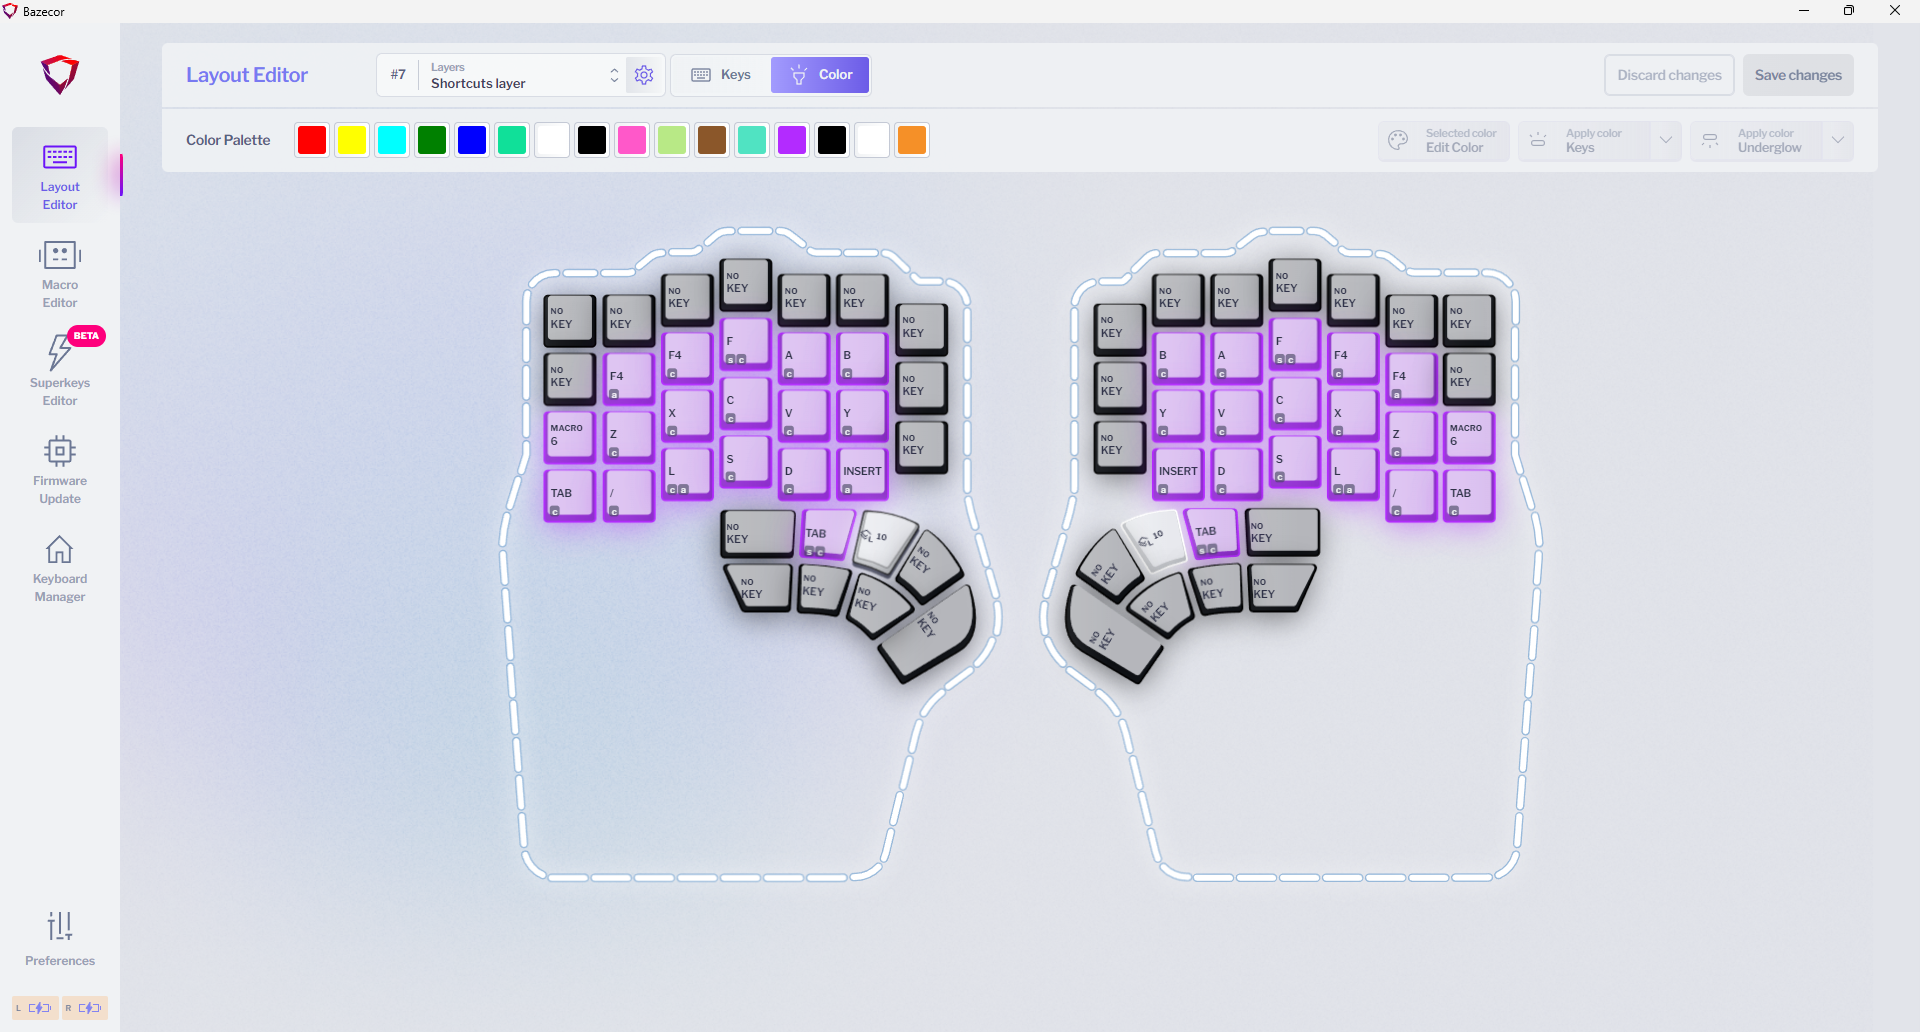 Bazecor
Layout Editor
#7
Layers
Shortcuts layer
Keys
Color
Discard changes
Save changes
Color Palette
Selected color
Edit Color
Apply color
Keys
Apply color
Underglow
Layout
Editor
Macro
Editor
BETA
Superkeys
Editor
Firmware
Update
Keyboard
Manager
Preferences
L
R
NO
KEY
NO
KEY
NO
KEY
NO
KEY
NO
KEY
NO
KEY
NO
KEY
NO
KEY
F4
a
F4
c
F
s c
A
c
B
c
NO
KEY
MACRO
6
Z
c
X
c
C
c
V
c
Y
c
NO
KEY
TAB
c
/
c
L
c a
S
c
D
c
INSERT
a
NO
KEY
TAB
s c
L 10
NO
KEY
NO
KEY
NO
KEY
NO
KEY
NO
KEY
NO
KEY
NO
KEY
NO
KEY
NO
KEY
NO
KEY
NO
KEY
NO
KEY
NO
KEY
B
c
A
c
F
s c
F4
c
F4
a
NO
KEY
NO
KEY
Y
c
V
c
C
c
X
c
Z
c
MACRO
6
INSERT
a
D
c
S
c
L
c a
/
c
TAB
c
NO
KEY
L 10
TAB
s c
NO
KEY
NO
KEY
NO
KEY
NO
KEY
NO
KEY